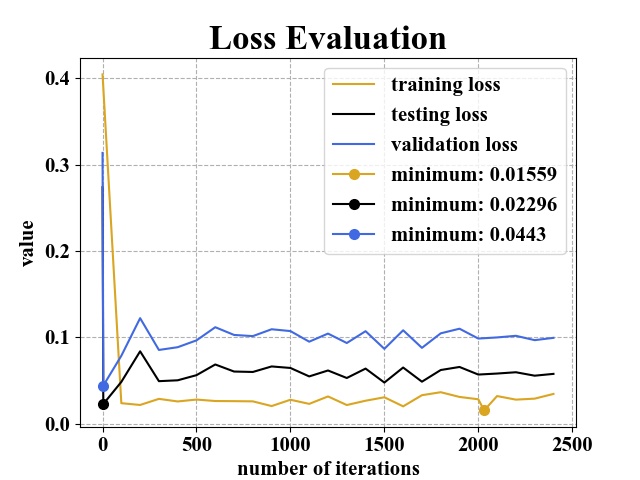 Loss Evaluation
training loss
testing loss
validation loss
minimum: 0.01559
minimum: 0.02296
minimum: 0.0443
value
0.4
0.3
0.2
0.1
0.0
0 500 1000 1500 2000 2500
number of iterations